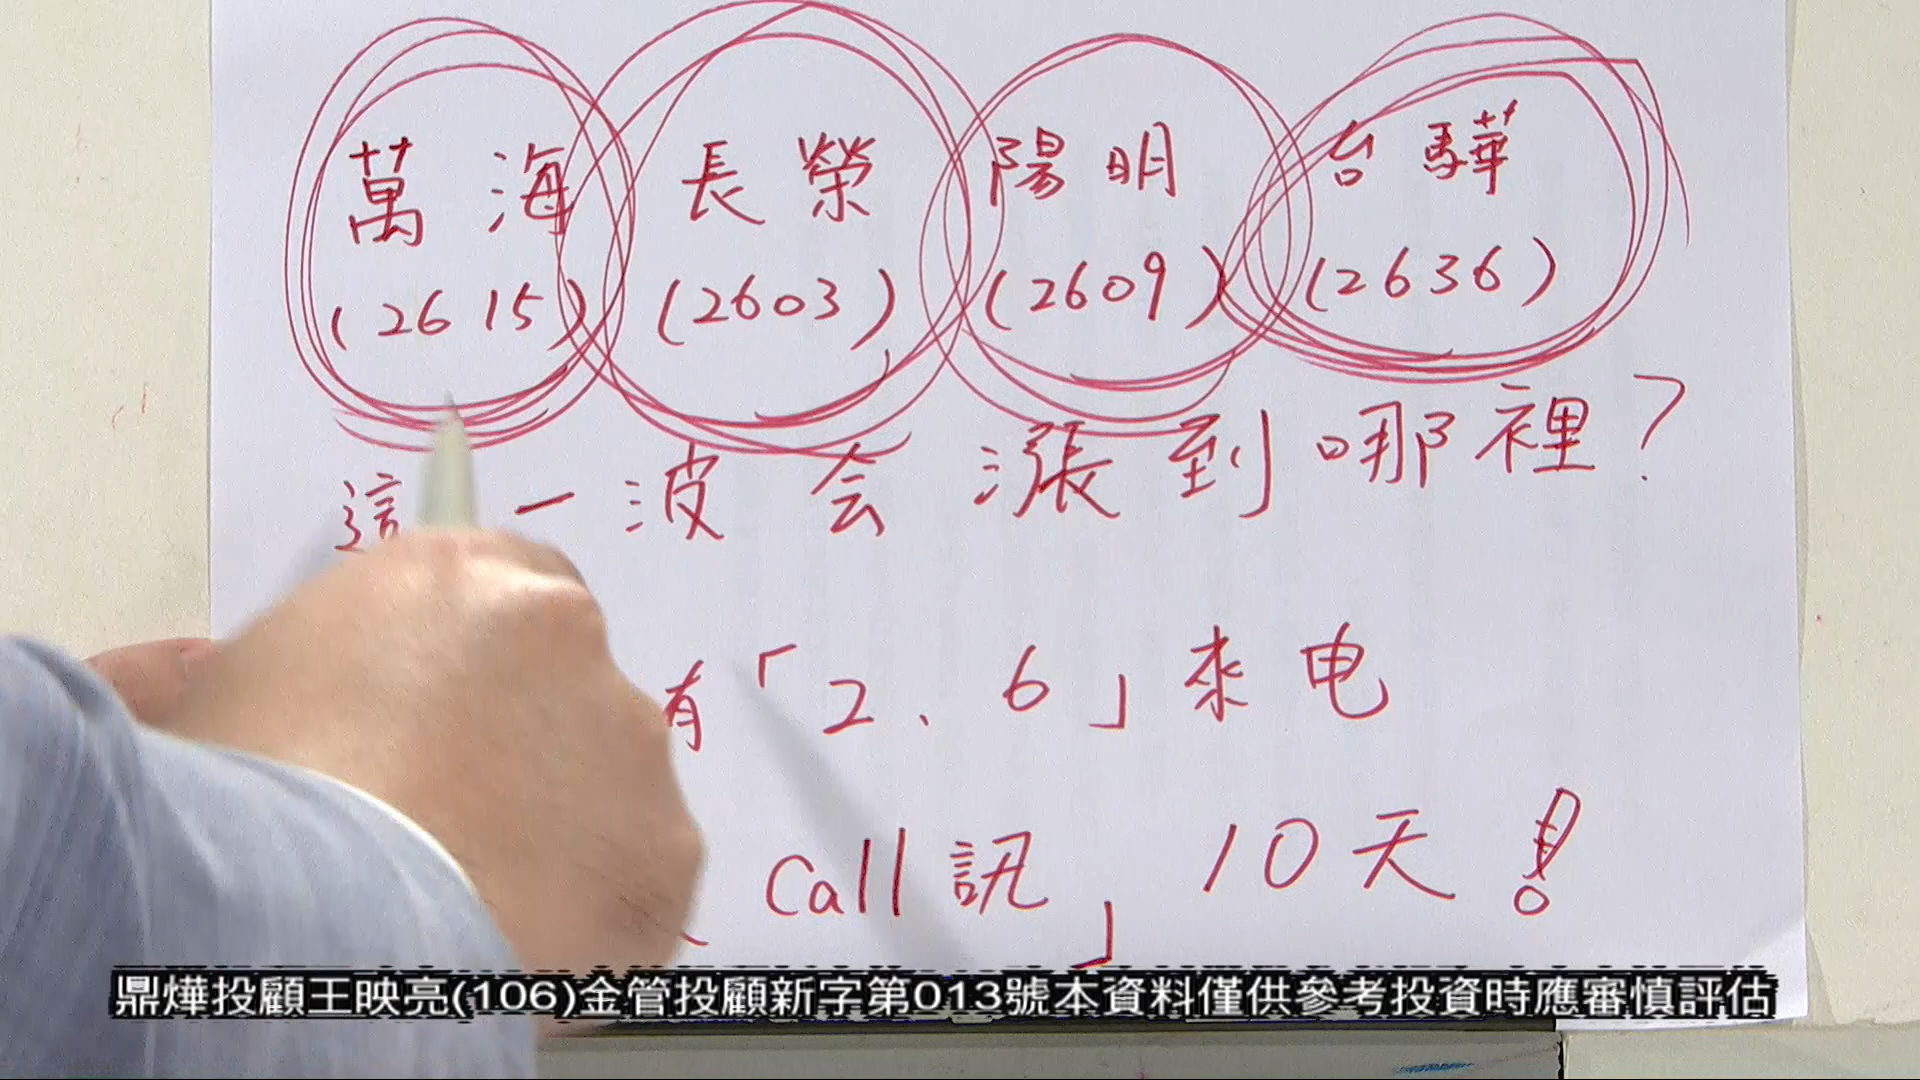 萬海 長榮 陽明 台驊
(2615) (2603) (2609) (2636)
這一波会漲到哪裡?
有「2、6」來电
Call訊」10天!
鼎燁投顧王映亮(106)金管投顧新字第013號本資料僅供參考投資時應審慎評估